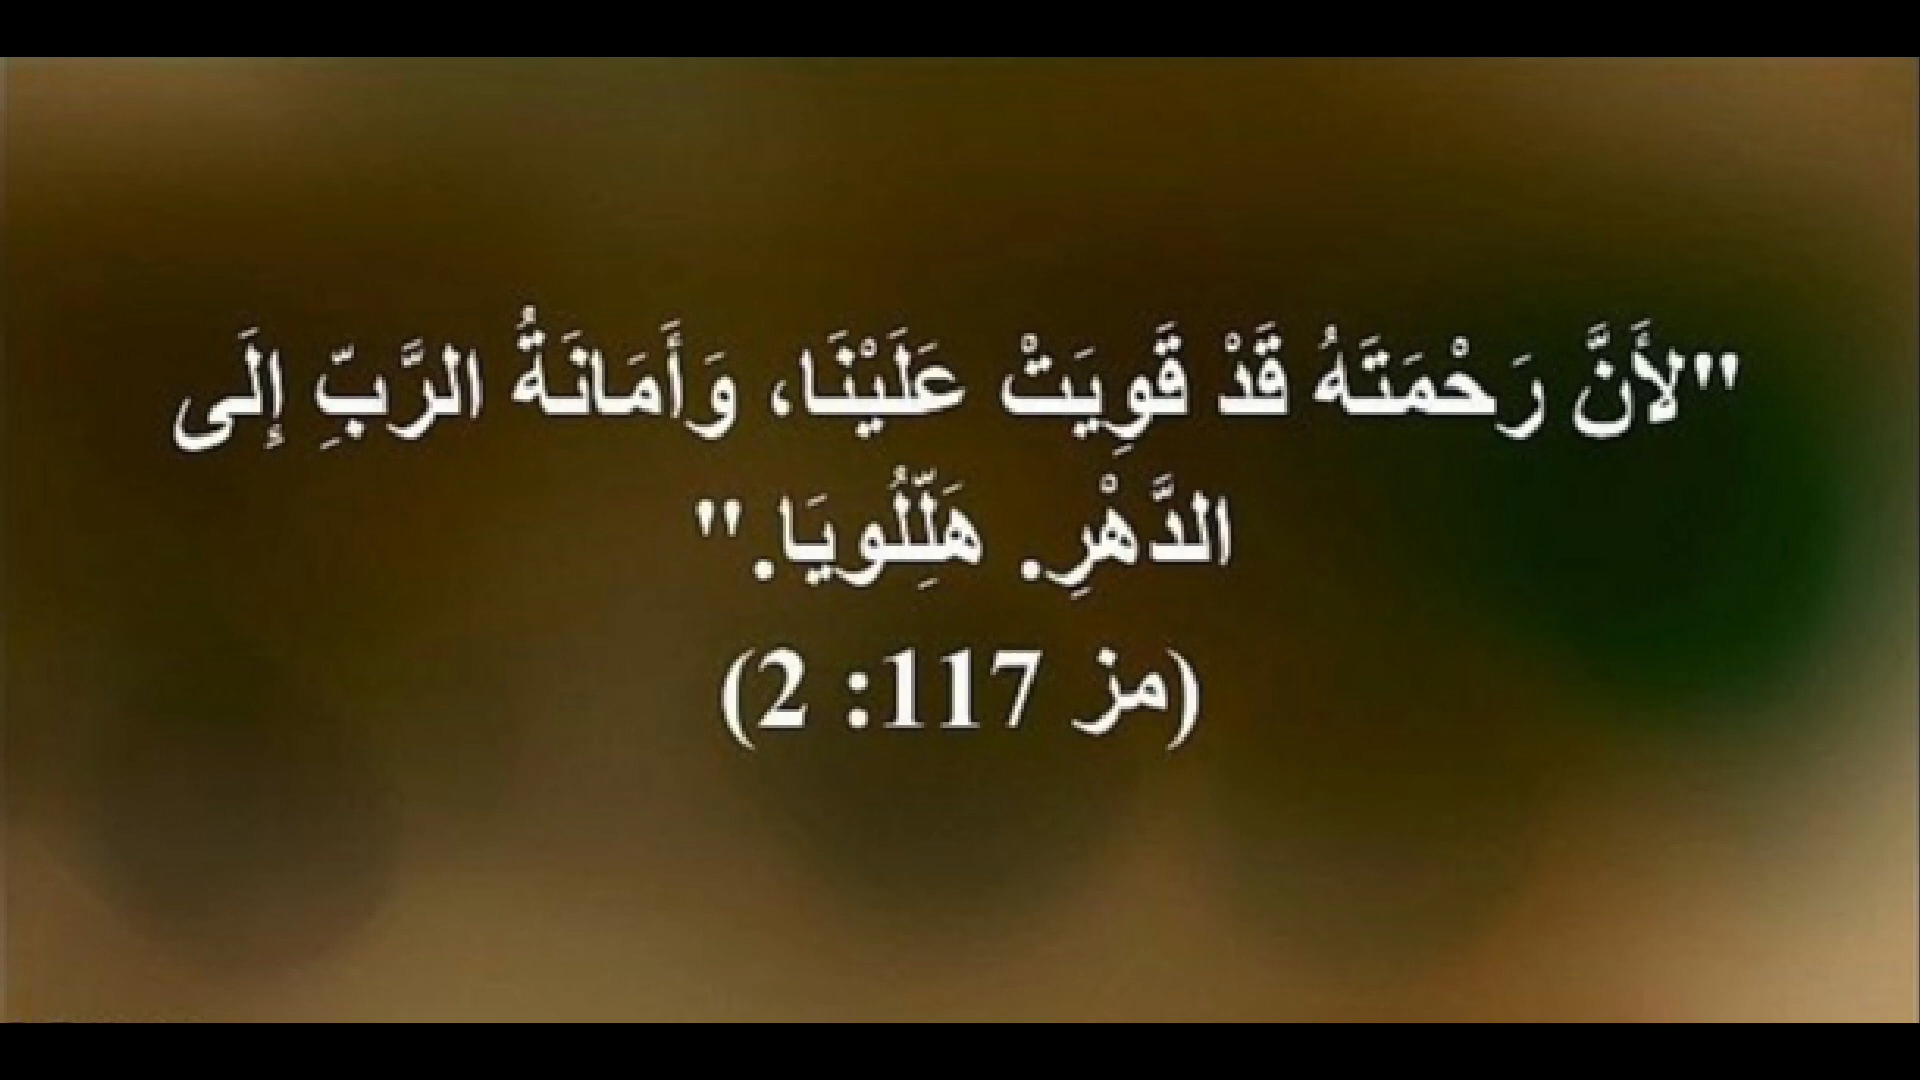 "لأَنَّ رَحْمَتَهُ قَدْ قَوِيَتْ عَلَيْنَا، وَأَمَانَةُ الرَّبِّ إِلَى
الدَّهْرِ. هَلِّلُويَا."
(مز 117: 2)